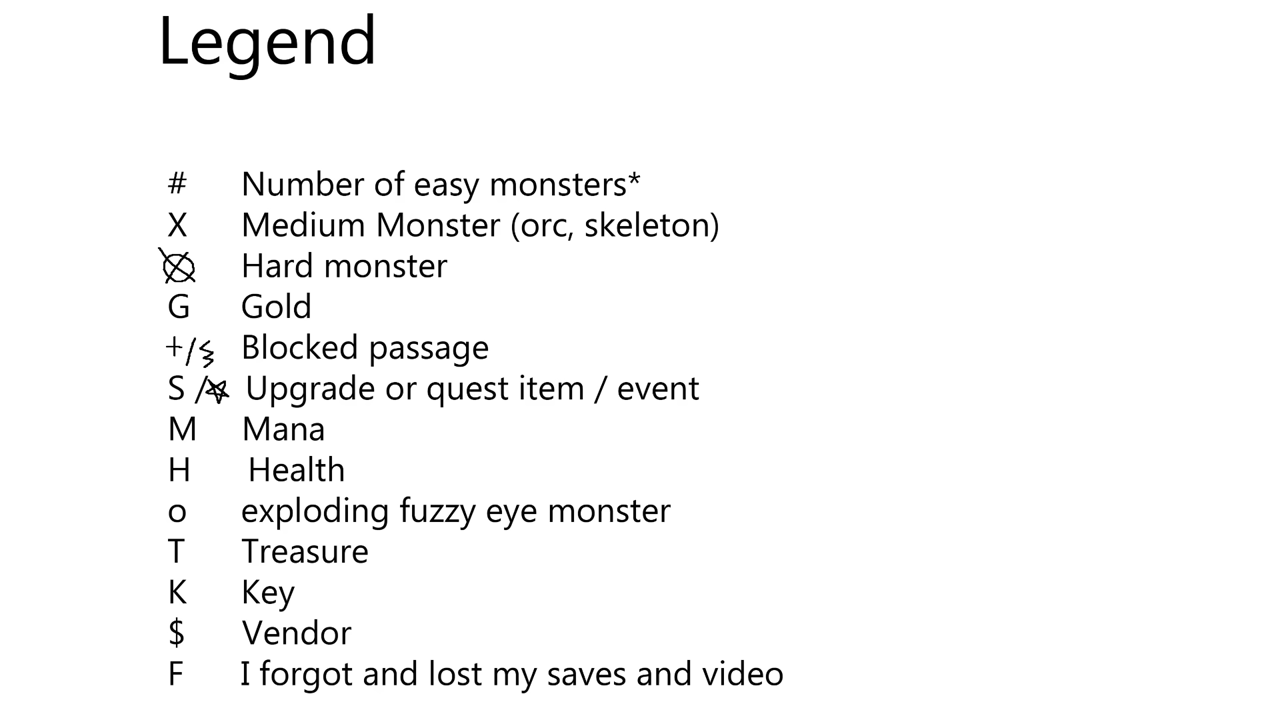 Legend
# Number of easy monsters*
X Medium Monster (orc, skeleton)
Hard monster
G Gold
+/ Blocked passage
S / Upgrade or quest item / event
M Mana
H Health
o exploding fuzzy eye monster
T Treasure
K Key
$ Vendor
F I forgot and lost my saves and video